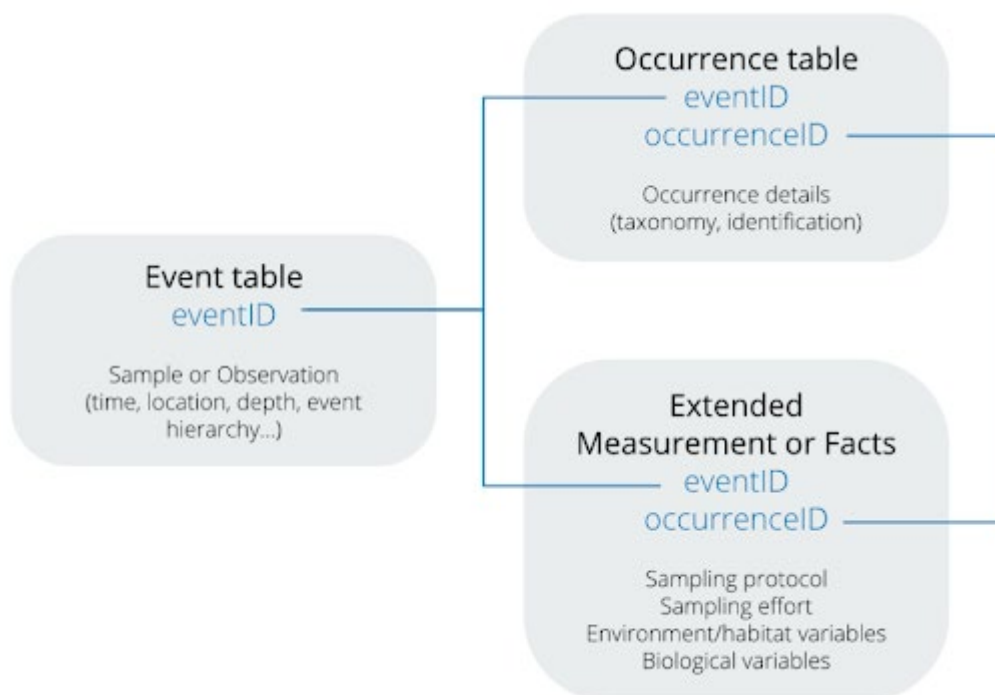 Occurrence table
eventID
occurrenceID
Occurrence details
(taxonomy, identification)
Event table
eventID
Sample or Observation
(time, location, depth, event
hierarchy...)
Extended
Measurement or Facts
eventID
occurrenceID
Sampling protocol
Sampling effort
Environment/habitat variables
Biological variables